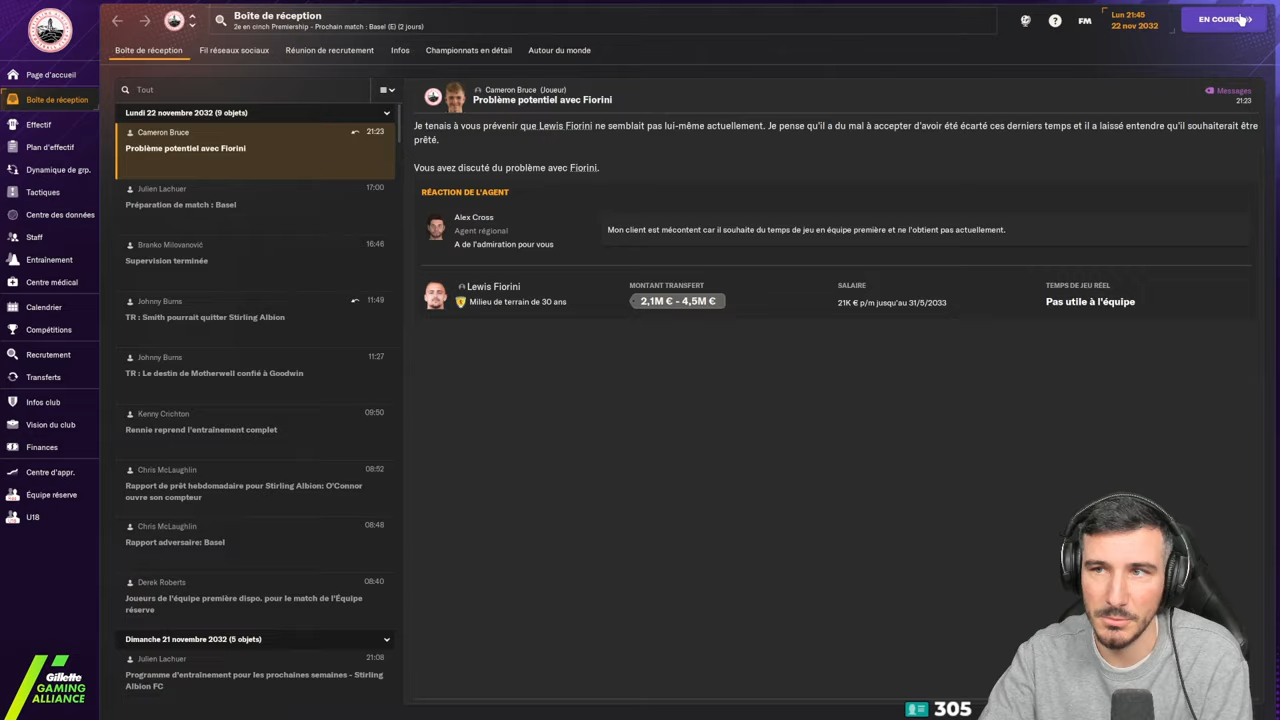 Boîte de réception
2e en cinch Premiership - Prochain match : Basel (E) (2 jours)
FM
Lun 21:45
22 nov 2032
EN COURS
Boîte de réception
Fil réseaux sociaux
Réunion de recrutement
Infos
Championnats en détail
Autour du monde
Page d'accueil
Boîte de réception
Effectif
Plan d'effectif
Dynamique de grp.
Tactiques
Centre des données
Staff
Entraînement
Centre médical
Calendrier
Compétitions
Recrutement
Transferts
Infos club
Vision du club
Finances
Centre d'appr.
Équipe réserve
U18
Gillette
GAMING
ALLIANCE
Tout
Lundi 22 novembre 2032 (9 objets)
Cameron Bruce
21:23
Problème potentiel avec Fiorini
Julien Lachuer
17:00
Préparation de match : Basel
Branko Milovanović
16:46
Supervision terminée
Johnny Burns
11:49
TR : Smith pourrait quitter Stirling Albion
Johnny Burns
11:27
TR : Le destin de Motherwell confié à Goodwin
Kenny Crichton
09:50
Rennie reprend l'entraînement complet
Chris McLaughlin
08:52
Rapport de prêt hebdomadaire pour Stirling Albion: O'Connor
ouvre son compteur
Chris McLaughlin
08:48
Rapport adversaire: Basel
Derek Roberts
08:40
Joueurs de l'équipe première dispo. pour le match de l'Équipe
réserve
Dimanche 21 novembre 2032 (5 objets)
Julien Lachuer
21:08
Programme d'entraînement pour les prochaines semaines - Stirling
Albion FC
Cameron Bruce (Joueur)
Problème potentiel avec Fiorini
Messages
21:23
Je tenais à vous prévenir que Lewis Fiorini ne semblait pas lui-même actuellement. Je pense qu'il a du mal à accepter d'avoir été écarté ces derniers temps et il a laissé entendre qu'il souhaiterait être
prêté.
Vous avez discuté du problème avec Fiorini.
RÉACTION DE L'AGENT
Alex Cross
Agent régional
A de l'admiration pour vous
Mon client est mécontent car il souhaite du temps de jeu en équipe première et ne l'obtient pas actuellement.
Lewis Fiorini
Milieu de terrain de 30 ans
MONTANT TRANSFERT
2,1M € - 4,5M €
SALAIRE
21K € p/m jusqu'au 31/5/2033
TEMPS DE JEU RÉEL
Pas utile à l'équipe
305